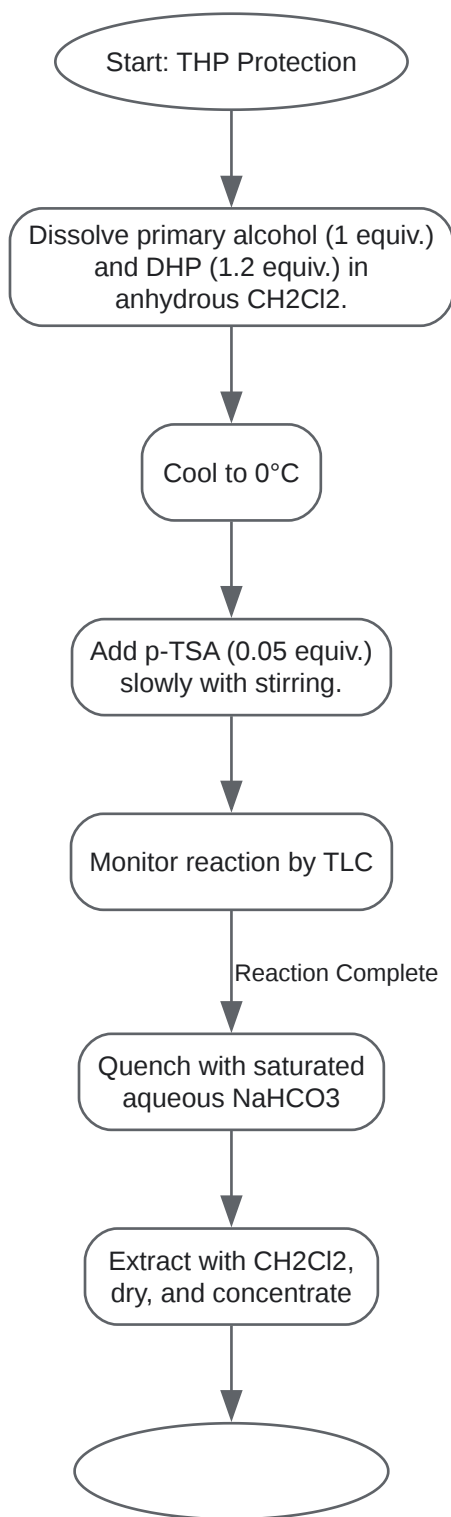 Start: THP Protection
Dissolve primary alcohol (1 equiv.)
and DHP (1.2 equiv.) in
anhydrous CH2Cl2.
Cool to 0°C
Add p-TSA (0.05 equiv.)
slowly with stirring.
Monitor reaction by TLC
Reaction Complete
Quench with saturated
aqueous NaHCO3
Extract with CH2Cl2,
dry, and concentrate